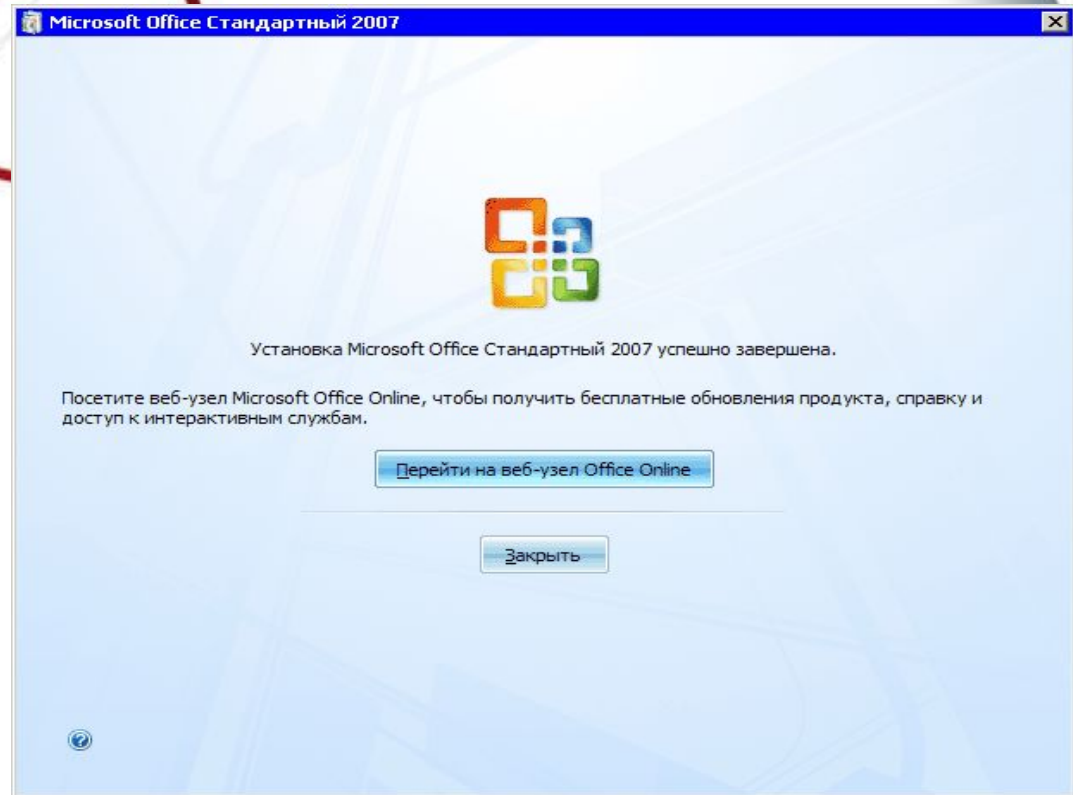 Microsoft Office Стандартный 2007
Установка Microsoft Office Стандартный 2007 успешно завершена.
Посетите веб-узел Microsoft Office Online, чтобы получить бесплатные обновления продукта, справку и
доступ к интерактивным службам.
Перейти на веб-узел Office Online
Закрыть